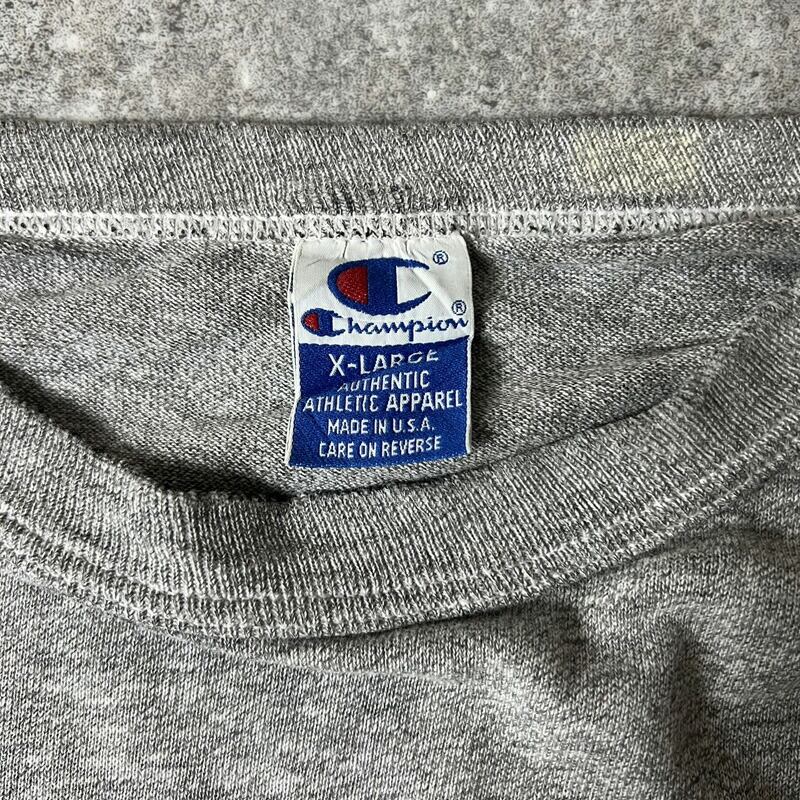 ®
Champion®
X-LARGE
AUTHENTIC
ATHLETIC APPAREL
MADE IN U.S.A.
CARE ON REVERSE